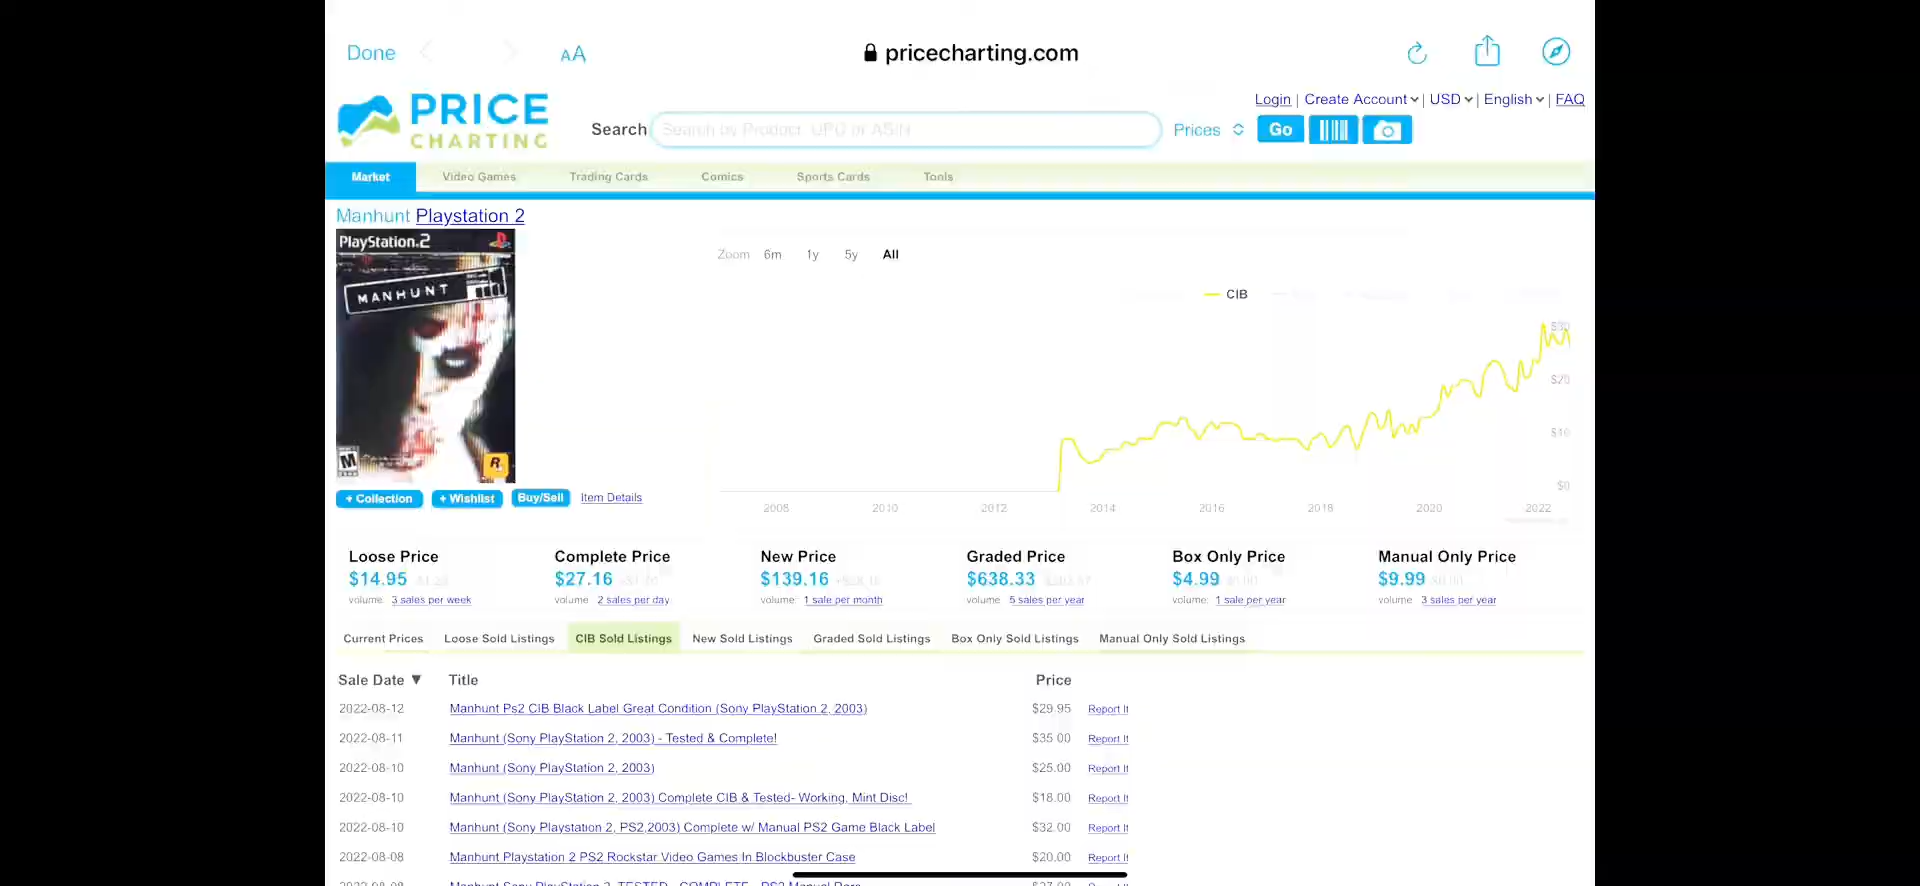 Done
AA
pricecharting.com
PRICE
CHARTING
Search
Search by Product, UPC or ASIN
Prices
Go
Login | Create Account | USD | English | FAQ
Market
Video Games
Trading Cards
Comics
Sports Cards
Tools
Manhunt Playstation 2
PlayStation.2
MANHUNT
M
R
+ Collection
+ Wishlist
Buy/Sell
Item Details
Zoom 6m 1y 5y All
CIB
$30
$20
$10
$0
2008 2010 2012 2014 2016 2018 2020 2022
Loose Price Complete Price New Price Graded Price Box Only Price Manual Only Price
$14.95 $27.16 $139.16 $638.33 $4.99 $9.99
volume: 3 sales per week volume: 2 sales per day volume: 1 sale per month volume: 5 sales per year volume: 1 sale per year volume: 3 sales per year
Current Prices Loose Sold Listings CIB Sold Listings New Sold Listings Graded Sold Listings Box Only Sold Listings Manual Only Sold Listings
Sale Date ▼ Title Price
2022-08-12 Manhunt Ps2 CIB Black Label Great Condition (Sony PlayStation 2, 2003) $29.95 Report It
2022-08-11 Manhunt (Sony PlayStation 2, 2003) - Tested & Complete! $35.00 Report It
2022-08-10 Manhunt (Sony PlayStation 2, 2003) $25.00 Report It
2022-08-10 Manhunt (Sony PlayStation 2, 2003) Complete CIB & Tested- Working, Mint Disc! $18.00 Report It
2022-08-10 Manhunt (Sony Playstation 2, PS2,2003) Complete w/ Manual PS2 Game Black Label $32.00 Report It
2022-08-08 Manhunt Playstation 2 PS2 Rockstar Video Games In Blockbuster Case $20.00 Report It